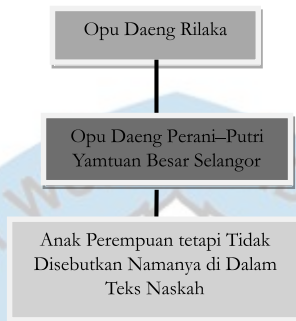 Opu Daeng Rilaka
Opu Daeng Perani–Putri
Yamtuan Besar Selangor
Anak Perempuan tetapi Tidak
Disebutkan Namanya di Dalam
Teks Naskah